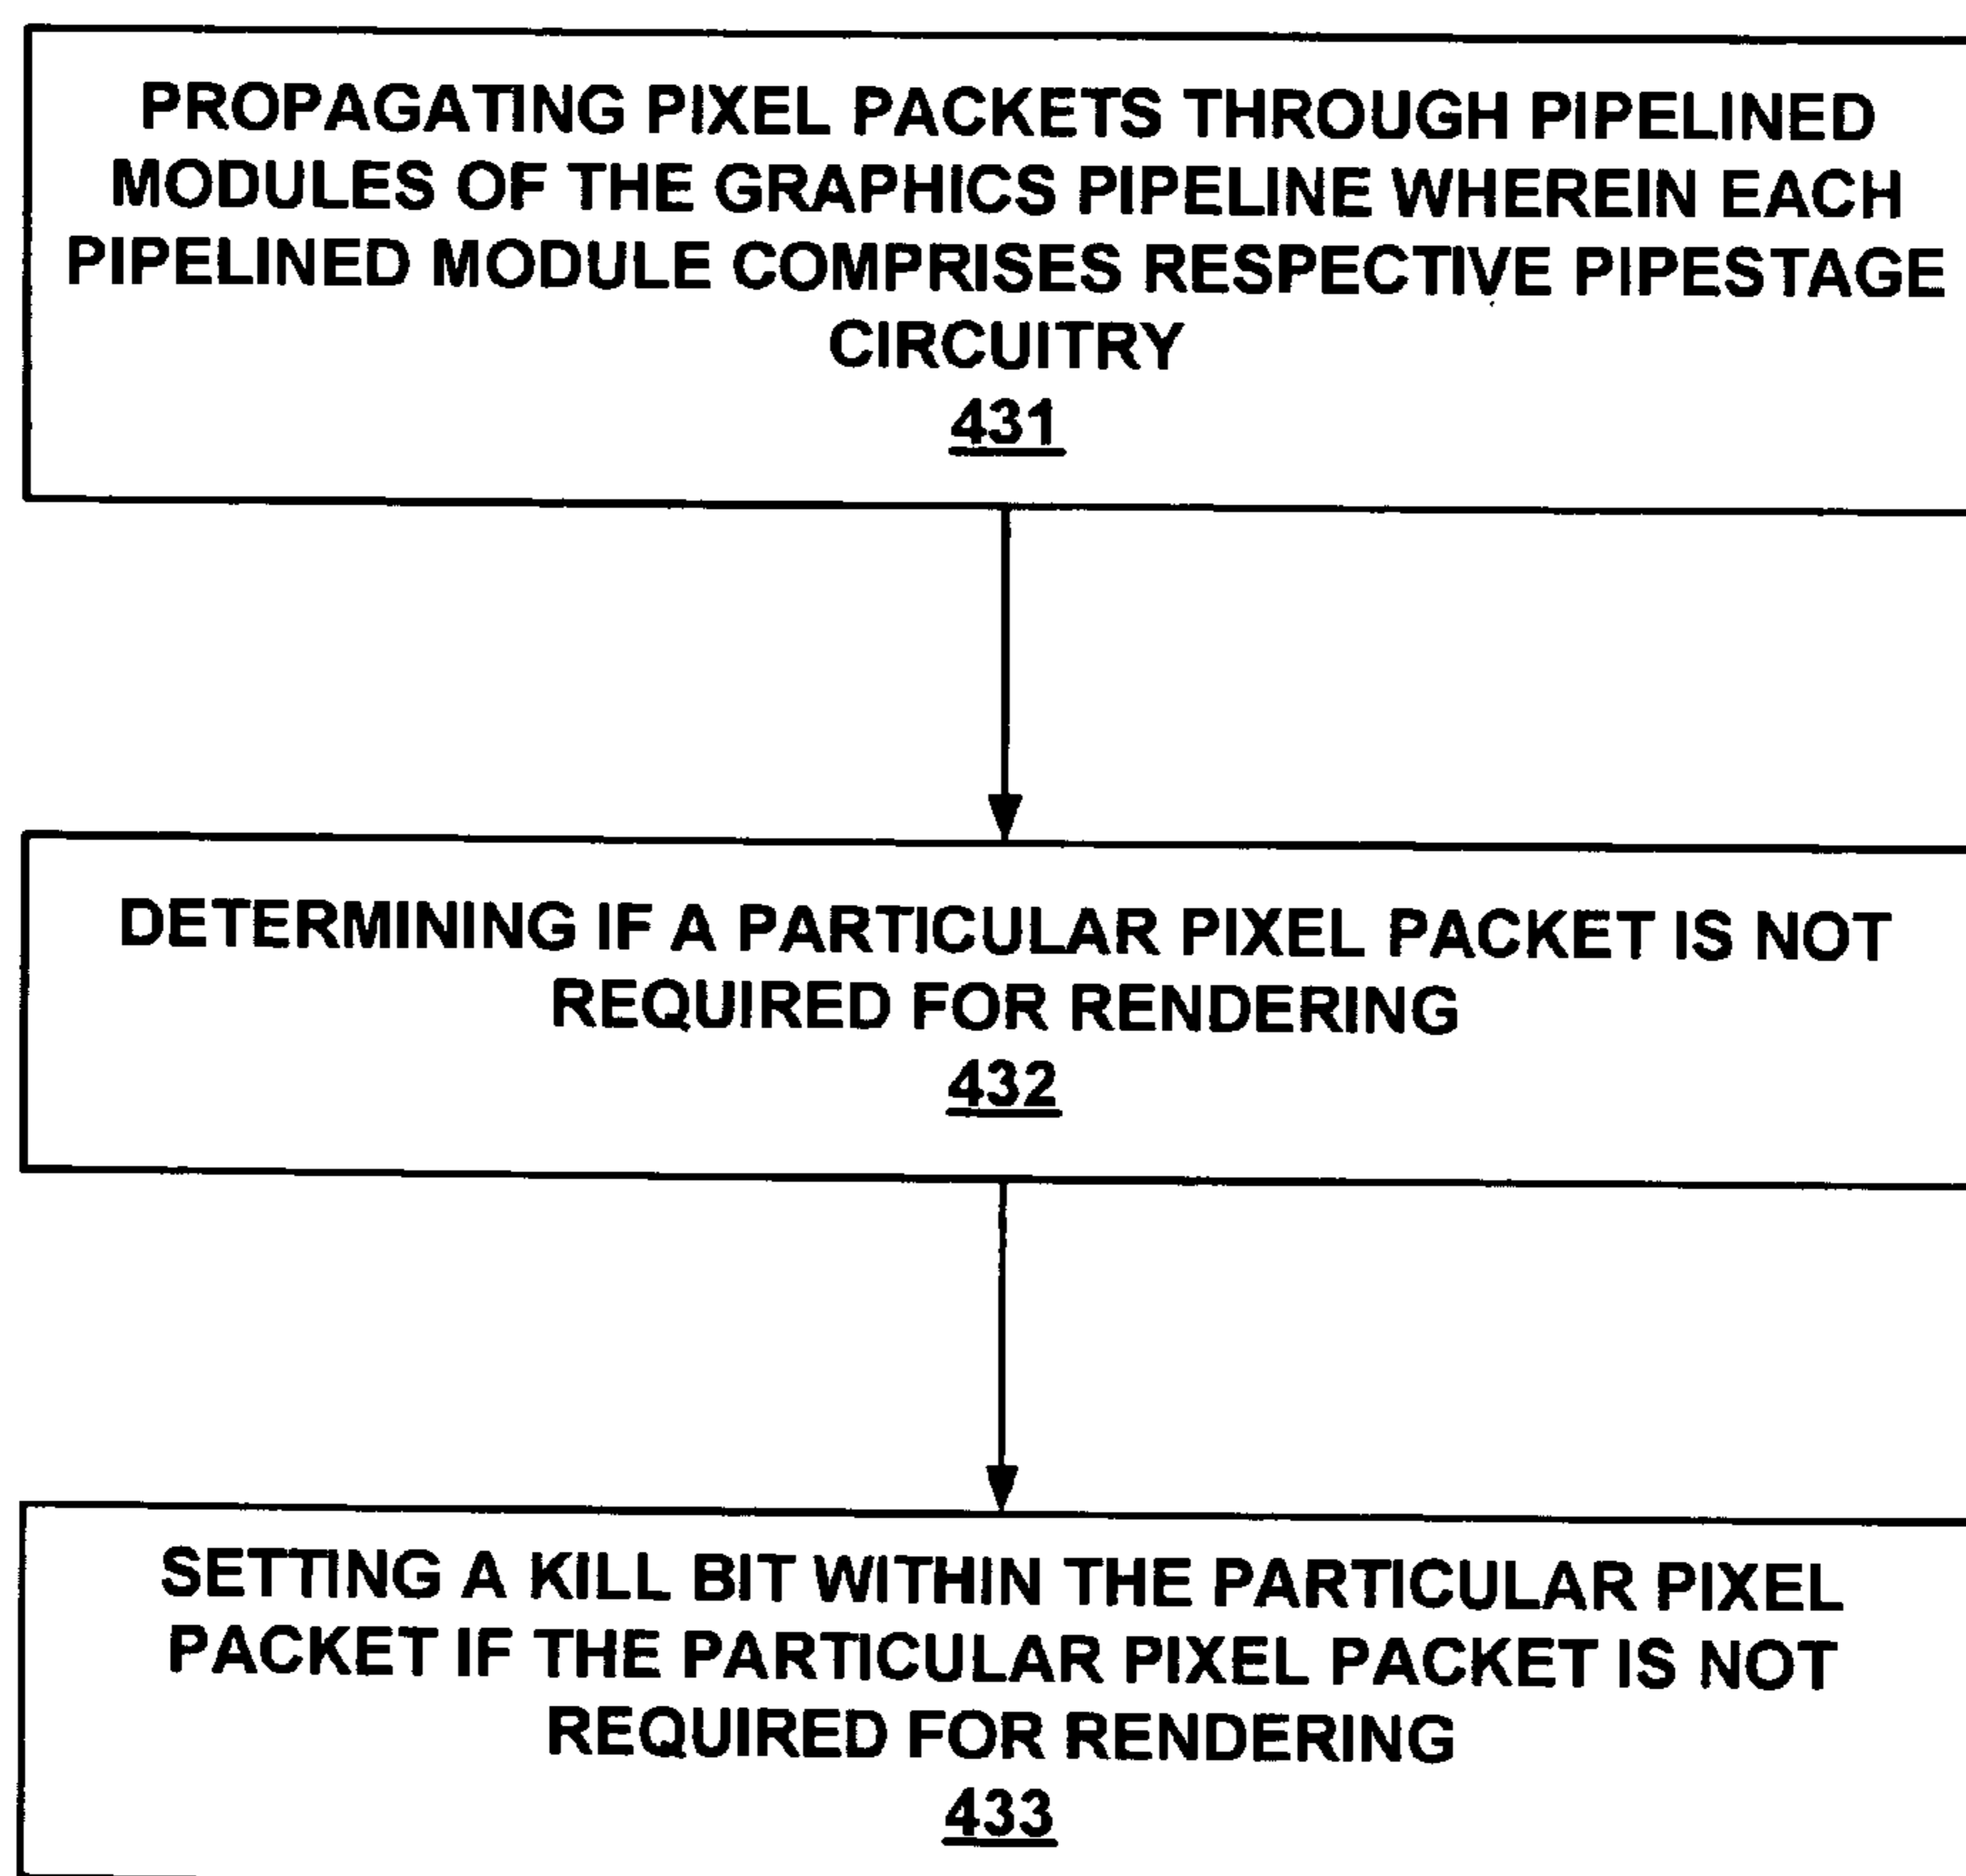 PROPAGATING PIXEL PACKETS THROUGH PIPELINED
MODULES OF THE GRAPHICS PIPELINE WHEREIN EACH
PIPELINED MODULE COMPRISES RESPECTIVE PIPESTAGE
CIRCUITRY
431
DETERMINING IF A PARTICULAR PIXEL PACKET IS NOT
REQUIRED FOR RENDERING
432
SETTING A KILL BIT WITHIN THE PARTICULAR PIXEL
PACKET IF THE PARTICULAR PIXEL PACKET IS NOT
REQUIRED FOR RENDERING
433